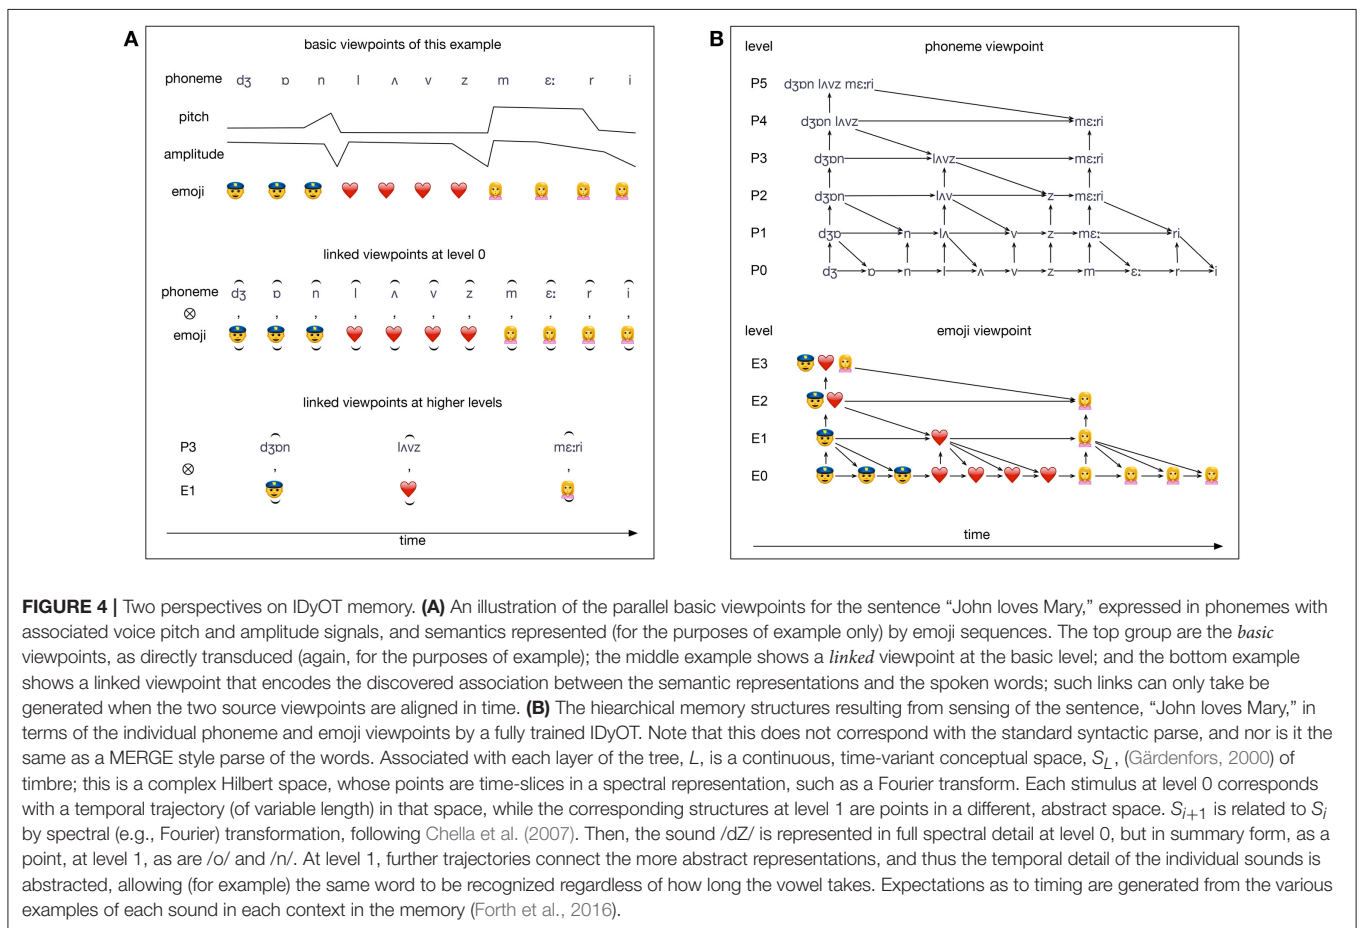 A
basic viewpoints of this example
phoneme dʒ ɒ n l ʌ v z m ɛː r i
pitch
amplitude
emoji
linked viewpoints at level 0
phoneme dʒ ɒ n l ʌ v z m ɛː r i
⊗ , , , , , , , , , , ,
emoji
linked viewpoints at higher levels
P3 dʒɒn lʌvz mɛːri
⊗ , , ,
E1
time
B
level phoneme viewpoint
P5 dʒɒn lʌvz mɛːri
P4 dʒɒn lʌvz mɛːri
P3 dʒɒn lʌvz mɛːri
P2 dʒɒn lʌv z mɛːri
P1 dʒɒ n lʌ v z mɛː ri
P0 dʒ ɒ n l ʌ v z m ɛː r i
level emoji viewpoint
E3
E2
E1
E0
time
FIGURE 4 | Two perspectives on IDyOT memory. (A) An illustration of the parallel basic viewpoints for the sentence “John loves Mary,” expressed in phonemes with
associated voice pitch and amplitude signals, and semantics represented (for the purposes of example only) by emoji sequences. The top group are the basic
viewpoints, as directly transduced (again, for the purposes of example); the middle example shows a linked viewpoint at the basic level; and the bottom example
shows a linked viewpoint that encodes the discovered association between the semantic representations and the spoken words; such links can only take be
generated when the two source viewpoints are aligned in time. (B) The hiearchical memory structures resulting from sensing of the sentence, “John loves Mary,” in
terms of the individual phoneme and emoji viewpoints by a fully trained IDyOT. Note that this does not correspond with the standard syntactic parse, and nor is it the
same as a MERGE style parse of the words. Associated with each layer of the tree, L, is a continuous, time-variant conceptual space, S_L, (Gärdenfors, 2000) of
timbre; this is a complex Hilbert space, whose points are time-slices in a spectral representation, such as a Fourier transform. Each stimulus at level 0 corresponds
with a temporal trajectory (of variable length) in that space, while the corresponding structures at level 1 are points in a different, abstract space. S_{i+1} is related to S_i
by spectral (e.g., Fourier) transformation, following Chella et al. (2007). Then, the sound /dZ/ is represented in full spectral detail at level 0, but in summary form, as a
point, at level 1, as are /o/ and /n/. At level 1, further trajectories connect the more abstract representations, and thus the temporal detail of the individual sounds is
abstracted, allowing (for example) the same word to be recognized regardless of how long the vowel takes. Expectations as to timing are generated from the various
examples of each sound in each context in the memory (Forth et al., 2016).